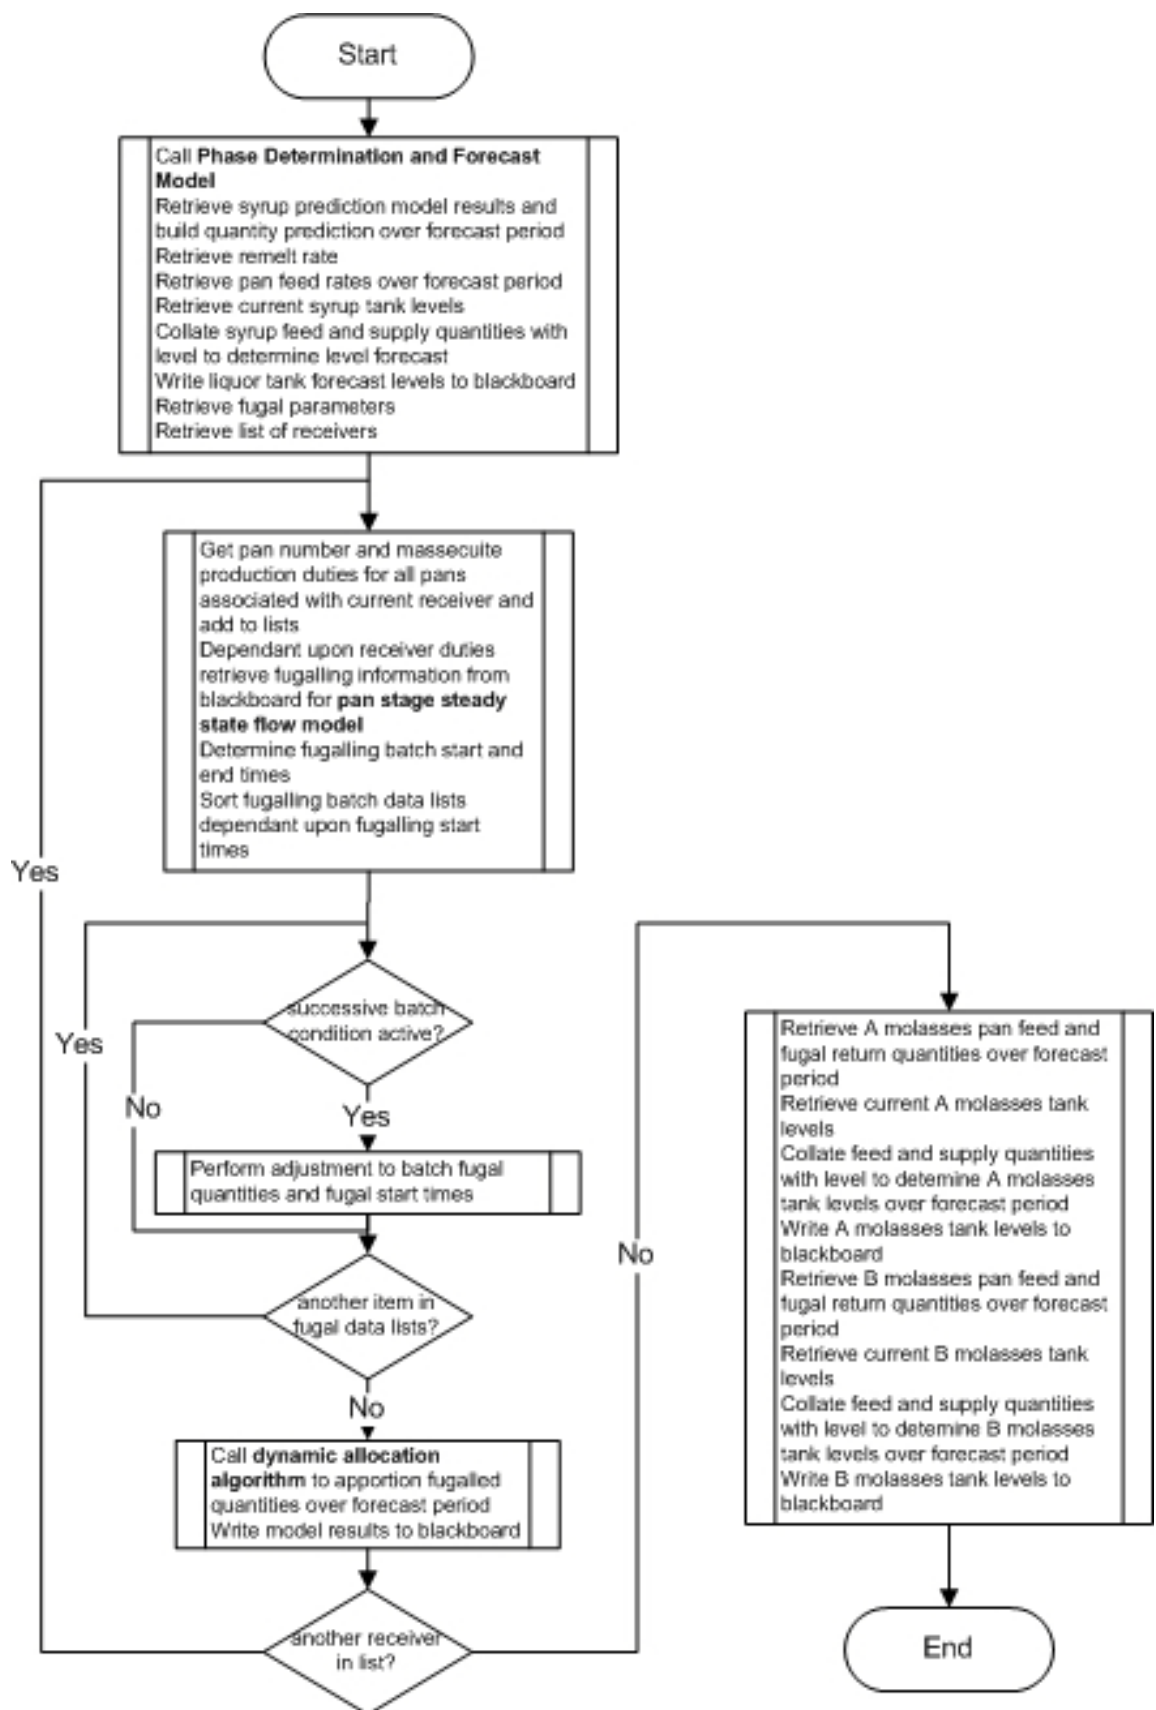 Start
Call Phase Determination and Forecast
Model
Retrieve syrup prediction model results and
build quantity prediction over forecast period
Retrieve remelt rate
Retrieve pan feed rates over forecast period
Retrieve current syrup tank levels
Collate syrup feed and supply quantities with
level to determine level forecast
Write liquor tank forecast levels to blackboard
Retrieve fugal parameters
Retrieve list of receivers
Get pan number and massecuite
production duties for all pans
associated with current receiver and
add to lists
Dependant upon receiver duties
retrieve fugalling information from
blackboard for pan stage steady
state flow model
Determine fugalling batch start and
end times
Sort fugalling batch data lists
dependant upon fugalling start
times
Yes
successive batch
condition active?
Yes
No
Yes
Perform adjustment to batch fugal
quantities and fugal start times
another item in
fugal data lists?
No
Call dynamic allocation
algorithm to apportion fugalled
quantities over forecast period
Write model results to blackboard
another receiver
in list?
No
Retrieve A molasses pan feed and
fugal return quantities over forecast
period
Retrieve current A molasses tank
levels
Collate feed and supply quantities
with level to detemine A molasses
tank levels over forecast period
Write A molasses tank levels to
blackboard
Retrieve B molasses pan feed and
fugal return quantities over forecast
period
Retrieve current B molasses tank
levels
Collate feed and supply quantities
with level to detemine B molasses
tank levels over forecast period
Write B molasses tank levels to
blackboard
End